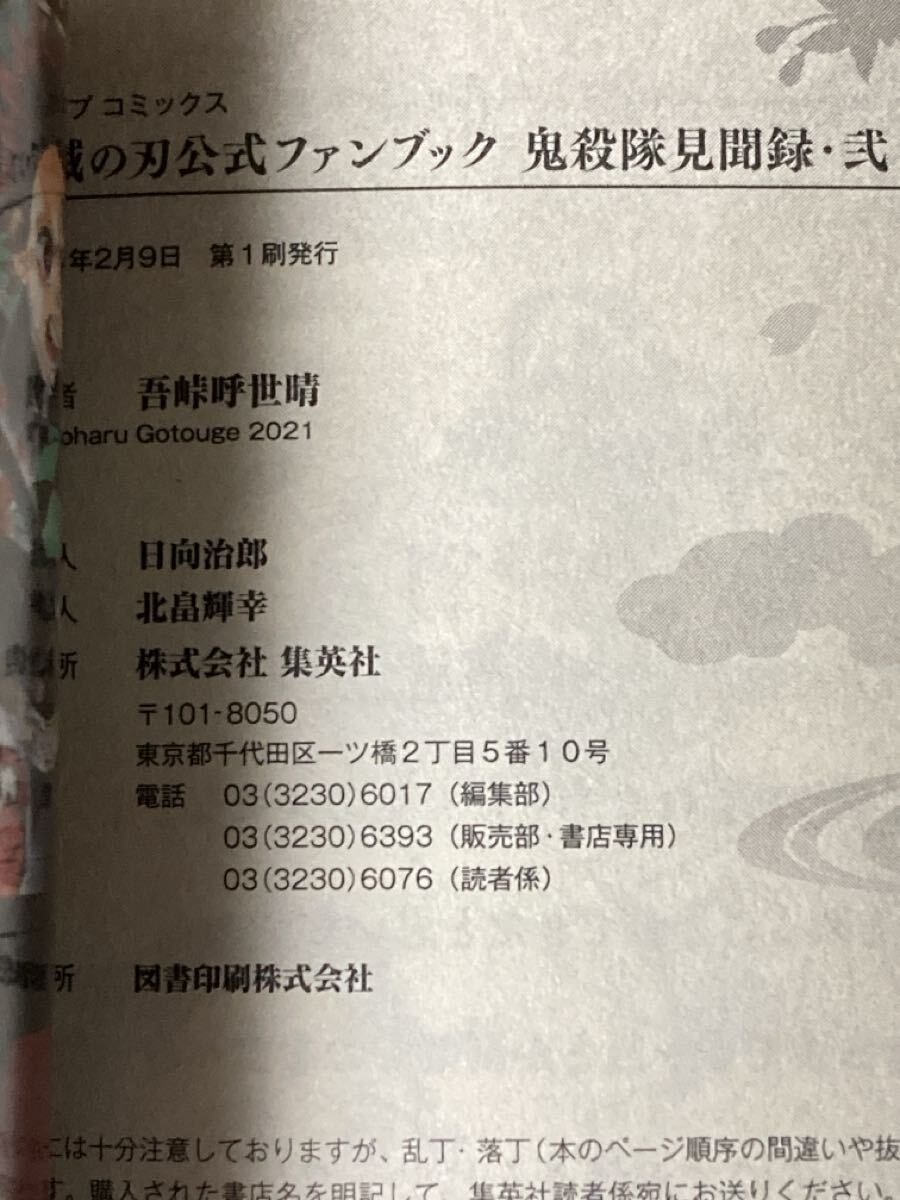 プ コミックス
滅の刃公式ファンブック 鬼殺隊見聞録・弐
年2月9日 第1刷発行
者 吾峠呼世晴
oharu Gotouge 2021
人 日向治郎
人 北畠輝幸
所 株式会社 集英社
〒101-8050
東京都千代田区一ツ橋2丁目5番10号
電話 03(3230)6017(編集部)
03(3230)6393(販売部・書店専用)
03(3230)6076(読者係)
所 図書印刷株式会社
には十分注意しておりますが、乱丁・落丁(本のページ順序の間違いや抜
す。購入された書店名を明記して、集英社読者係宛にお送りください。